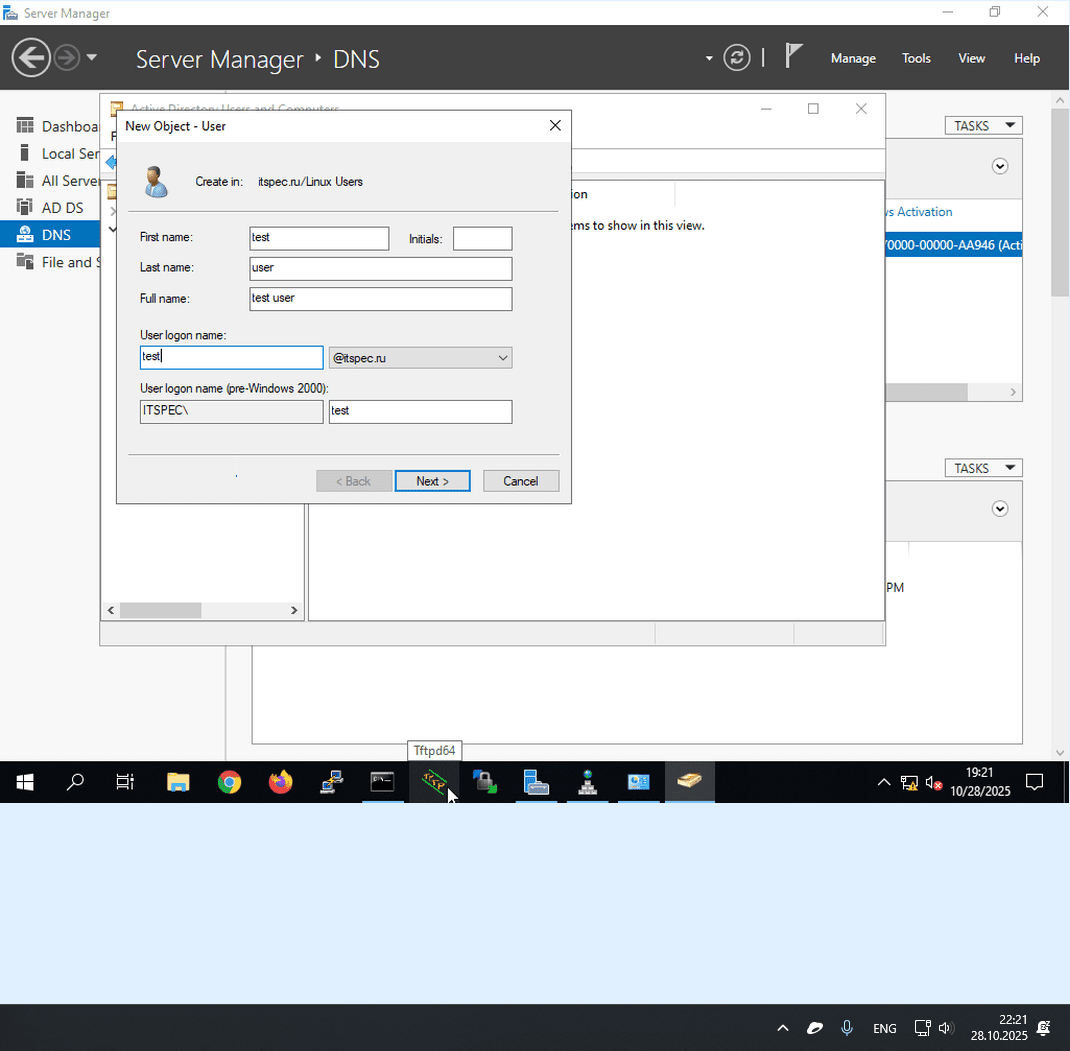 Server Manager
Server Manager • DNS
Manage Tools View Help
Dashboa
Local Ser
All Server
AD DS
DNS
File and S
Active Directory Users and Computers
F
New Object - User
Create in: itspec.ru/Linux Users
First name: test Initials:
Last name: user
Full name: test user
User logon name:
test @itspec.ru
User logon name (pre-Windows 2000):
ITSPEC\ test
< Back Next > Cancel
ion
ems to show in this view.
TASKS
ws Activation
70000-00000-AA946 (Acti
TASKS
PM
Tftpd64
19:21
10/28/2025
ENG
22:21
28.10.2025